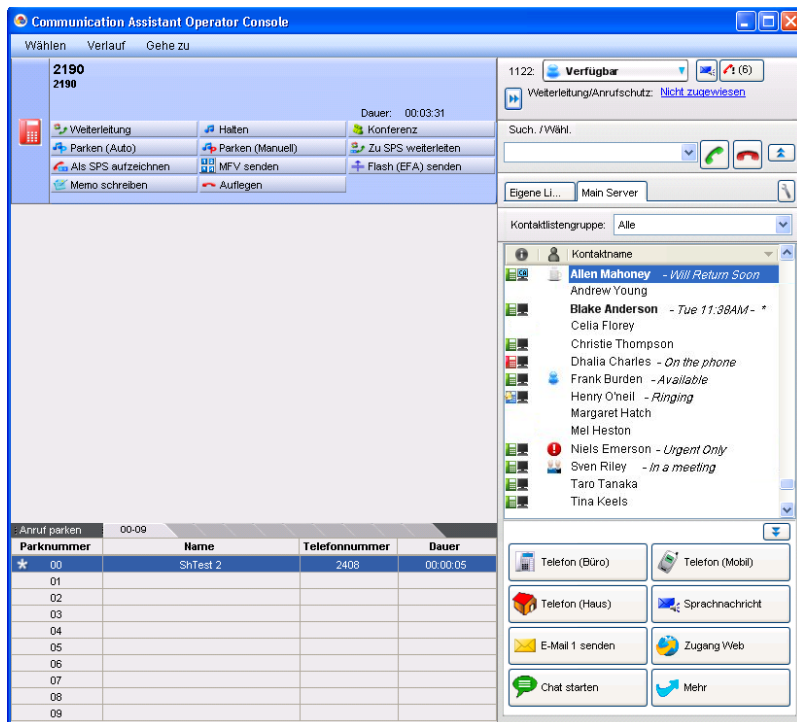 Communication Assistant Operator Console
Wählen Verlauf Gehe zu
2190
2190
Dauer: 00:03:31
Weiterleitung Halten Konferenz
Parken (Auto) Parken (Manuell) Zu SPS weiterleiten
Als SPS aufzeichnen MFV senden Flash (EFA) senden
Memo schreiben Auflegen
1122: Verfügbar (6)
Weiterleitung/Anrufschutz: Nicht zugewiesen
Such. /Wähl.
Eigene Li... Main Server
Kontaktlistengruppe: Alle
Kontaktname
Allen Mahoney - Will Return Soon
Andrew Young
Blake Anderson - Tue 11:38AM - *
Celia Florey
Christie Thompson
Dhalia Charles - On the phone
Frank Burden - Available
Henry O'neil - Ringing
Margaret Hatch
Mel Heston
Niels Emerson - Urgent Only
Sven Riley - In a meeting
Taro Tanaka
Tina Keels
Anruf parken 00-09
Parknummer Name Telefonnummer Dauer
00 ShTest 2 2408 00:00:05
01
02
03
04
05
06
07
08
09
Telefon (Büro) Telefon (Mobil)
Telefon (Haus) Sprachnachricht
E-Mail 1 senden Zugang Web
Chat starten Mehr